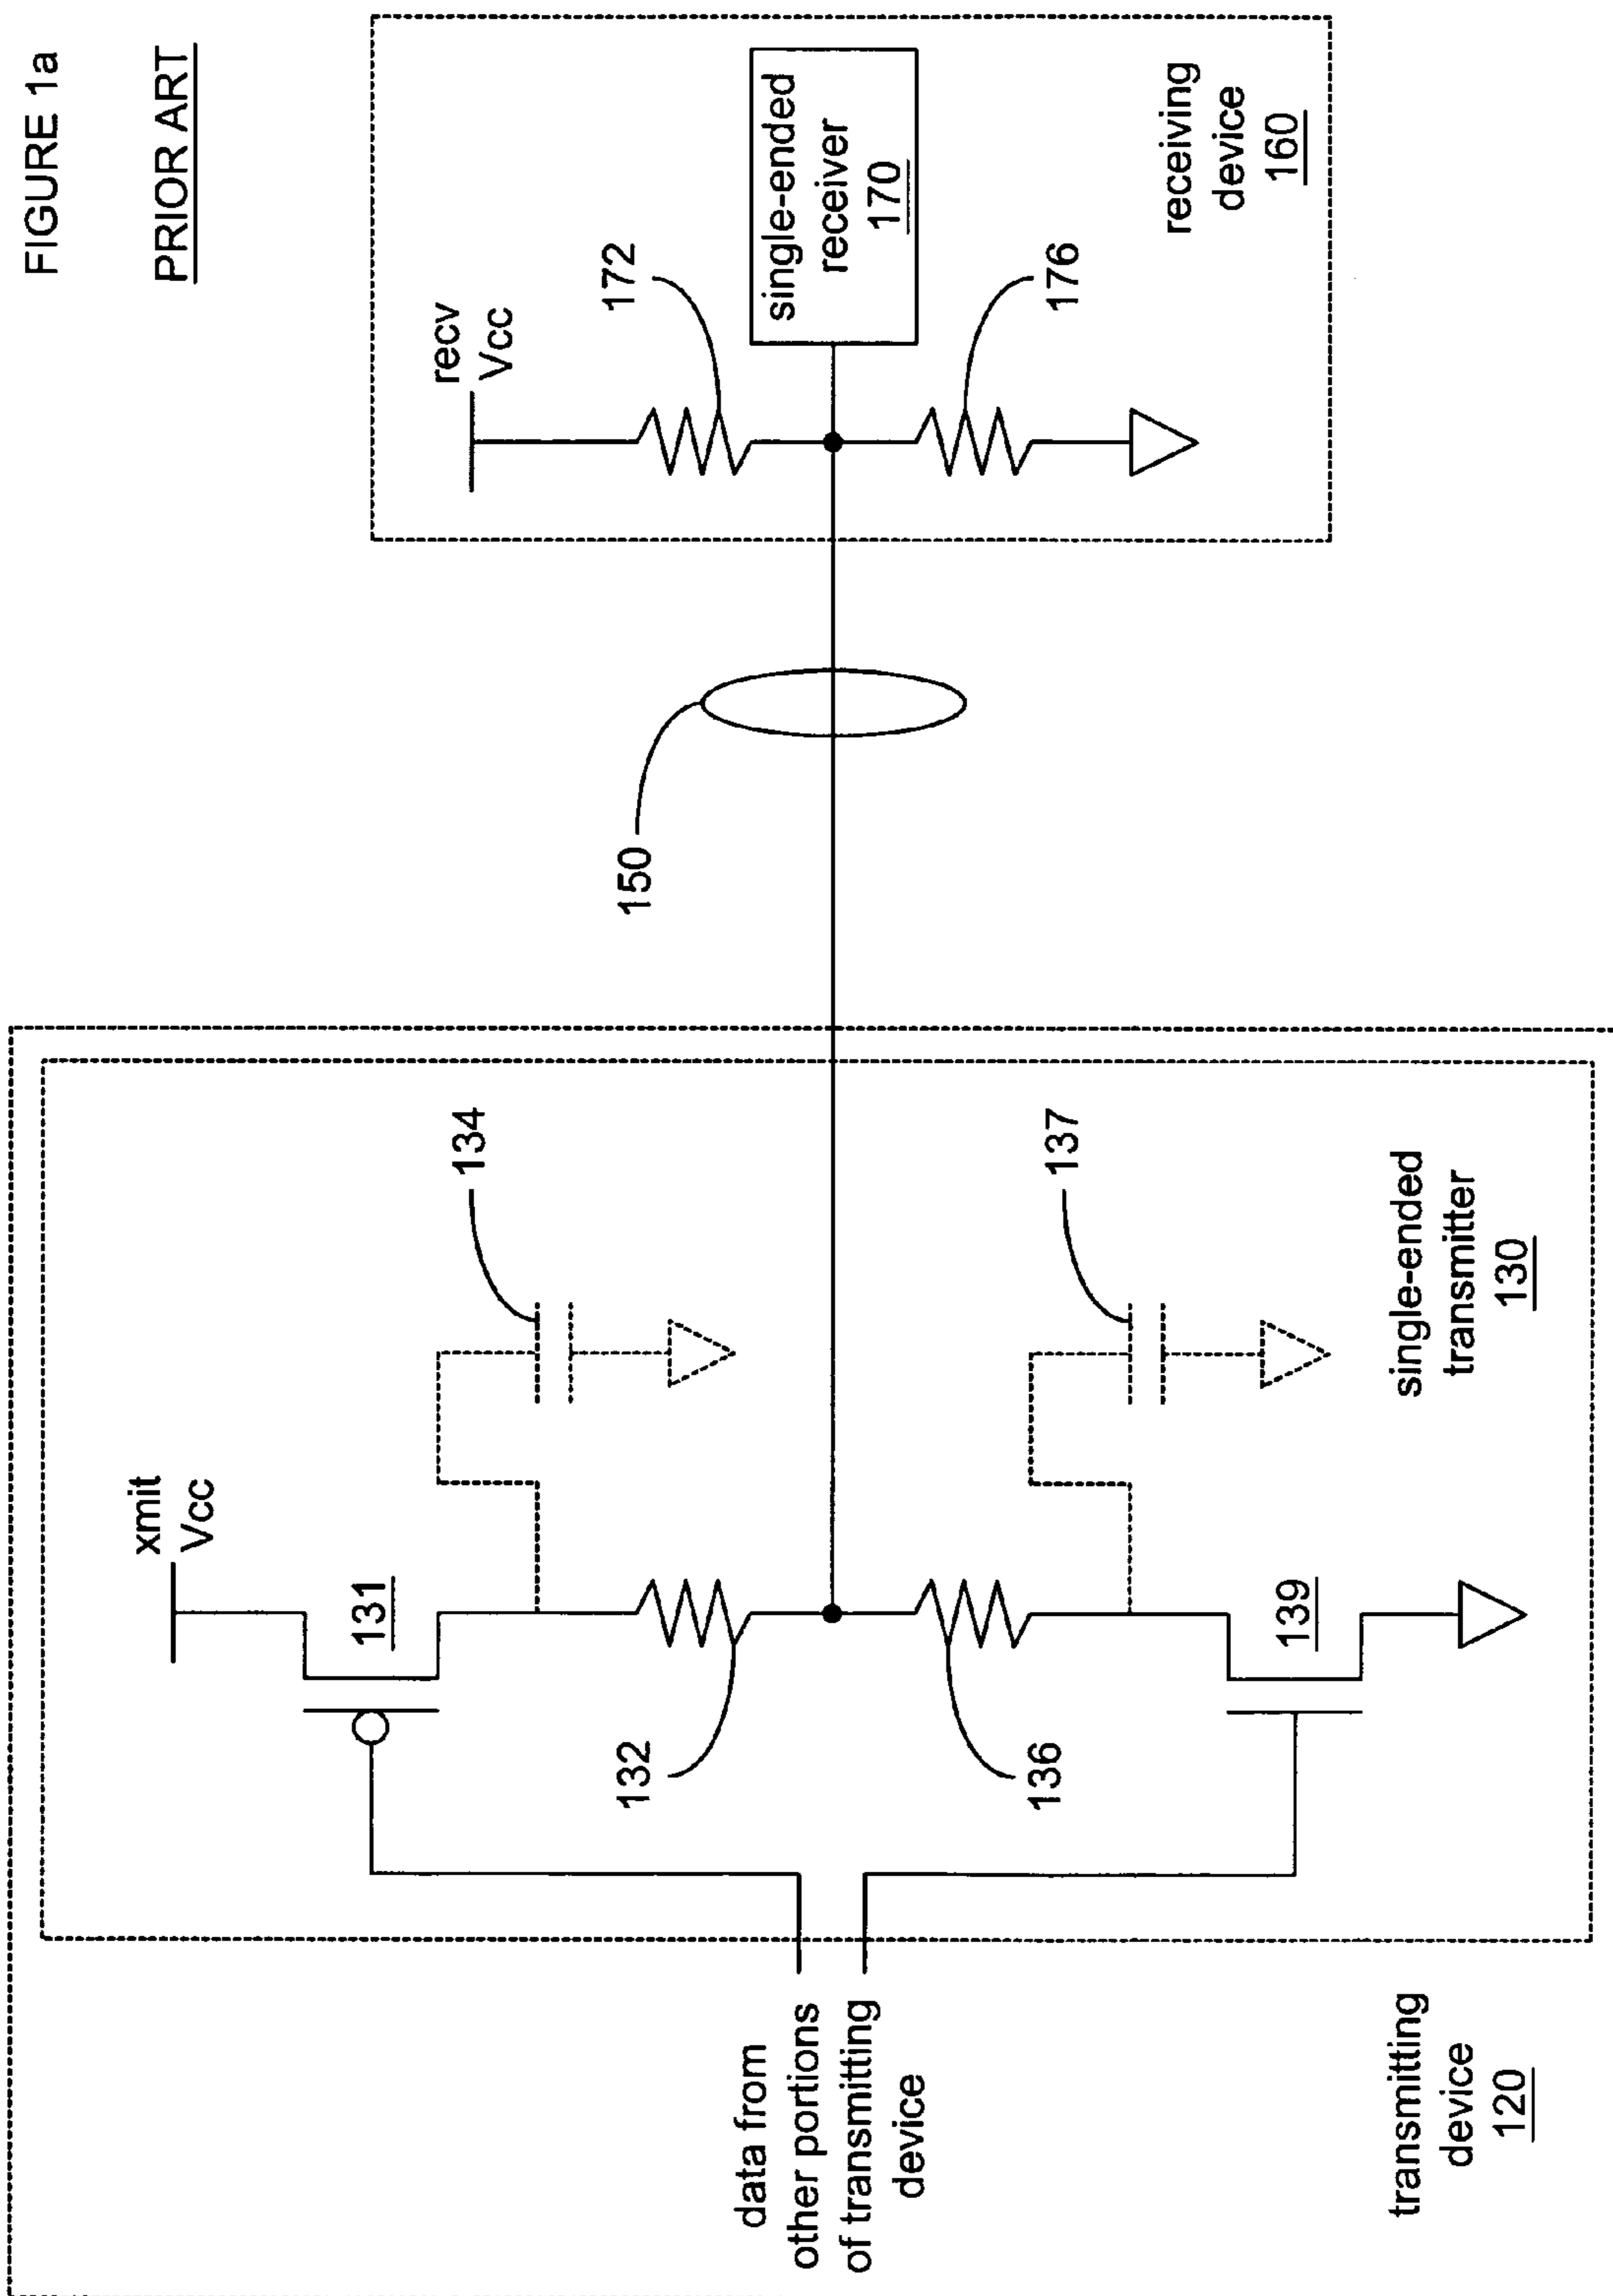 FIGURE 1a
PRIOR ART
xmit
Vcc
131
134
132
136
137
139
data from
other portions
of transmitting
device
single-ended
transmitter
130
transmitting
device
120
150
recv
Vcc
172
single-ended
receiver
170
176
receiving
device
160